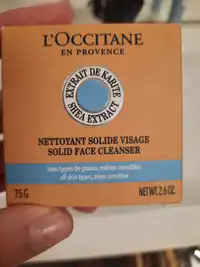 L'OCCITANE
EN PROVENCE
EXTRAIT DE KARITÉ
SHEA EXTRACT
NETTOYANT SOLIDE VISAGE
SOLID FACE CLEANSER
tous types de peaux, même sensibles
all skin types, even sensitive
75 G
NET WT. 2.6 OZ.